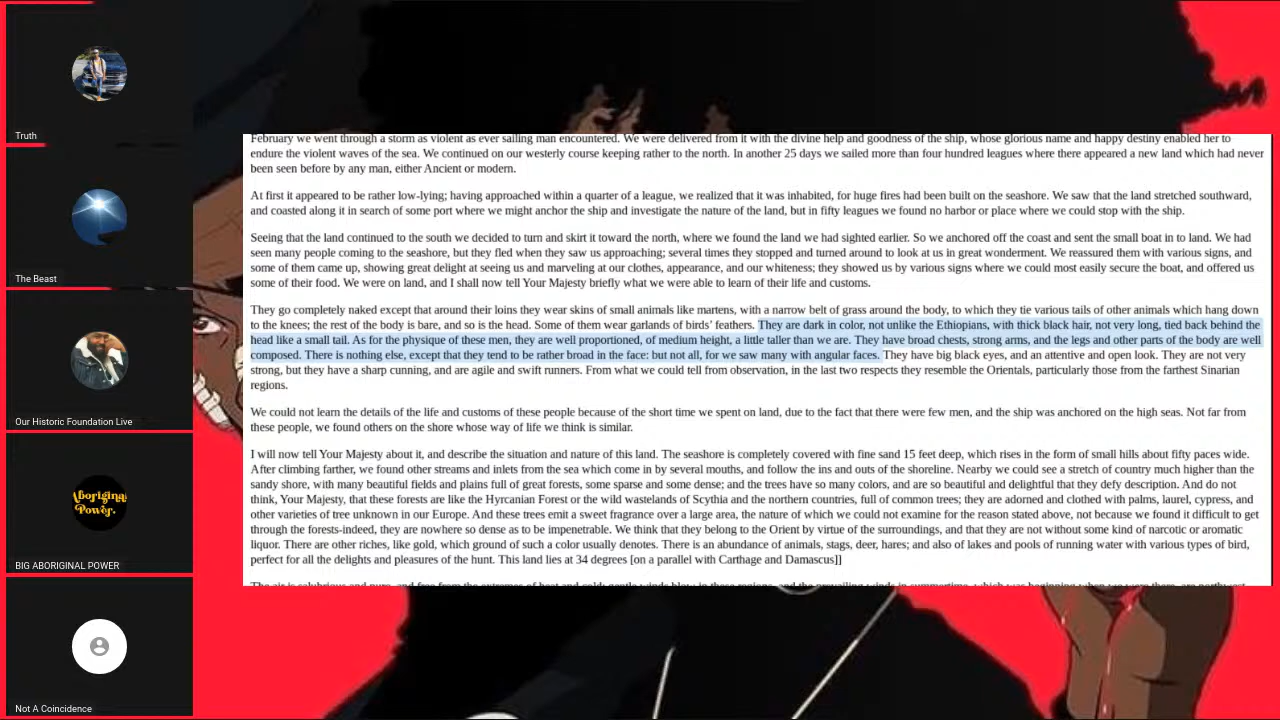 Truth
The Beast
Our Historic Foundation Live
Aboriginal
Power.
BIG ABORIGINAL POWER
Not A Coincidence
February we went through a storm as violent as ever sailing man encountered. We were delivered from it with the divine help and goodness of the ship, whose glorious name and happy destiny enabled her to
endure the violent waves of the sea. We continued on our westerly course keeping rather to the north. In another 25 days we sailed more than four hundred leagues where there appeared a new land which had never
been seen before by any man, either Ancient or modern.
At first it appeared to be rather low-lying; having approached within a quarter of a league, we realized that it was inhabited, for huge fires had been built on the seashore. We saw that the land stretched southward,
and coasted along it in search of some port where we might anchor the ship and investigate the nature of the land, but in fifty leagues we found no harbor or place where we could stop with the ship.
Seeing that the land continued to the south we decided to turn and skirt it toward the north, where we found the land we had sighted earlier. So we anchored off the coast and sent the small boat in to land. We had
seen many people coming to the seashore, but they fled when they saw us approaching; several times they stopped and turned around to look at us in great wonderment. We reassured them with various signs, and
some of them came up, showing great delight at seeing us and marveling at our clothes, appearance, and our whiteness; they showed us by various signs where we could most easily secure the boat, and offered us
some of their food. We were on land, and I shall now tell Your Majesty briefly what we were able to learn of their life and customs.
They go completely naked except that around their loins they wear skins of small animals like martens, with a narrow belt of grass around the body, to which they tie various tails of other animals which hang down
to the knees; the rest of the body is bare, and so is the head. Some of them wear garlands of birds' feathers. They are dark in color, not unlike the Ethiopians, with thick black hair, not very long, tied back behind the
head like a small tail. As for the physique of these men, they are well proportioned, of medium height, a little taller than we are. They have broad chests, strong arms, and the legs and other parts of the body are well
composed. There is nothing else, except that they tend to be rather broad in the face: but not all, for we saw many with angular faces. They have big black eyes, and an attentive and open look. They are not very
strong, but they have a sharp cunning, and are agile and swift runners. From what we could tell from observation, in the last two respects they resemble the Orientals, particularly those from the farthest Sinarian
regions.
We could not learn the details of the life and customs of these people because of the short time we spent on land, due to the fact that there were few men, and the ship was anchored on the high seas. Not far from
these people, we found others on the shore whose way of life we think is similar.
I will now tell Your Majesty about it, and describe the situation and nature of this land. The seashore is completely covered with fine sand 15 feet deep, which rises in the form of small hills about fifty paces wide.
After climbing farther, we found other streams and inlets from the sea which come in by several mouths, and follow the ins and outs of the shoreline. Nearby we could see a stretch of country much higher than the
sandy shore, with many beautiful fields and plains full of great forests, some sparse and some dense; and the trees have so many colors, and are so beautiful and delightful that they defy description. And do not
think, Your Majesty, that these forests are like the Hyrcanian Forest or the wild wastelands of Scythia and the northern countries, full of common trees; they are adorned and clothed with palms, laurel, cypress, and
other varieties of tree unknown in our Europe. And these trees emit a sweet fragrance over a large area, the nature of which we could not examine for the reason stated above, not because we found it difficult to get
through the forests-indeed, they are nowhere so dense as to be impenetrable. We think that they belong to the Orient by virtue of the surroundings, and that they are not without some kind of narcotic or aromatic
liquor. There are other riches, like gold, which ground of such a color usually denotes. There is an abundance of animals, stags, deer, hares; and also of lakes and pools of running water with various types of bird,
perfect for all the delights and pleasures of the hunt. This land lies at 34 degrees [on a parallel with Carthage and Damascus]]